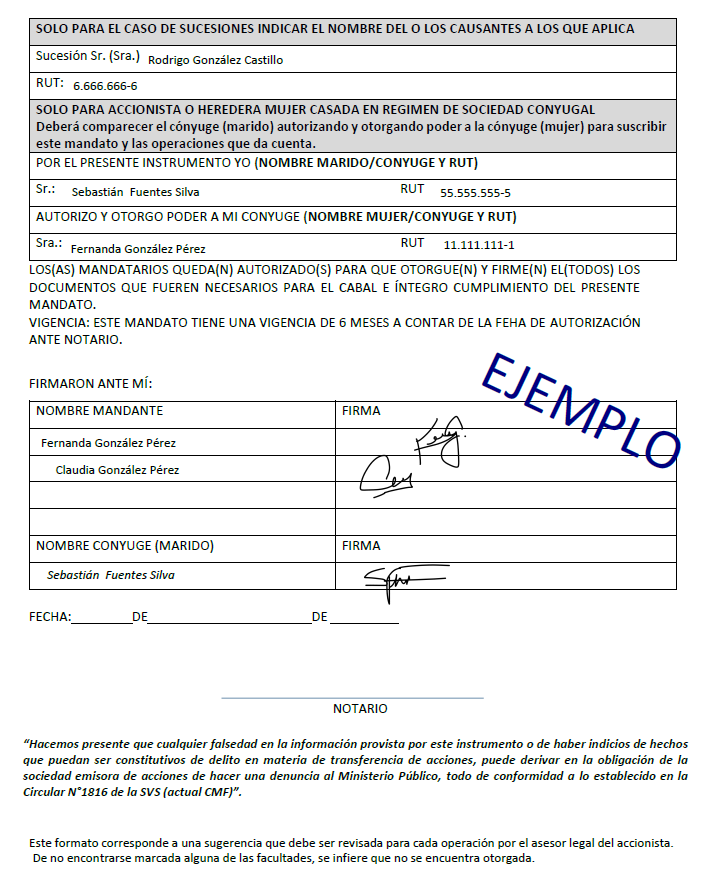 SOLO PARA EL CASO DE SUCESIONES INDICAR EL NOMBRE DEL O LOS CAUSANTES A LOS QUE APLICA
Sucesión Sr. (Sra.) Rodrigo González Castillo
RUT: 6.666.666-6
SOLO PARA ACCIONISTA O HEREDERA MUJER CASADA EN REGIMEN DE SOCIEDAD CONYUGAL
Deberá comparecer el cónyuge (marido) autorizando y otorgando poder a la cónyuge (mujer) para suscribir
este mandato y las operaciones que da cuenta.
POR EL PRESENTE INSTRUMENTO YO (NOMBRE MARIDO/CONYUGE Y RUT)
Sr.: Sebastián Fuentes Silva RUT 55.555.555-5
AUTORIZO Y OTORGO PODER A MI CONYUGE (NOMBRE MUJER/CONYUGE Y RUT)
Sra.: Fernanda González Pérez RUT 11.111.111-1
LOS(AS) MANDATARIOS QUEDA(N) AUTORIZADO(S) PARA QUE OTORGUE(N) Y FIRME(N) EL(TODOS) LOS
DOCUMENTOS QUE FUEREN NECESARIOS PARA EL CABAL E ÍNTEGRO CUMPLIMIENTO DEL PRESENTE
MANDATO.
VIGENCIA: ESTE MANDATO TIENE UNA VIGENCIA DE 6 MESES A CONTAR DE LA FEHA DE AUTORIZACIÓN
ANTE NOTARIO.
EJEMPLO
FIRMARON ANTE MÍ:
NOMBRE MANDANTE FIRMA
Fernanda González Pérez
Claudia González Pérez
NOMBRE CONYUGE (MARIDO) FIRMA
Sebastián Fuentes Silva
FECHA:_________DE_________________________DE __________
NOTARIO
“Hacemos presente que cualquier falsedad en la información provista por este instrumento o de haber indicios de hechos
que puedan ser constitutivos de delito en materia de transferencia de acciones, puede derivar en la obligación de la
sociedad emisora de acciones de hacer una denuncia al Ministerio Público, todo de conformidad a lo establecido en la
Circular N°1816 de la SVS (actual CMF)”.
Este formato corresponde a una sugerencia que debe ser revisada para cada operación por el asesor legal del accionista.
De no encontrarse marcada alguna de las facultades, se infiere que no se encuentra otorgada.